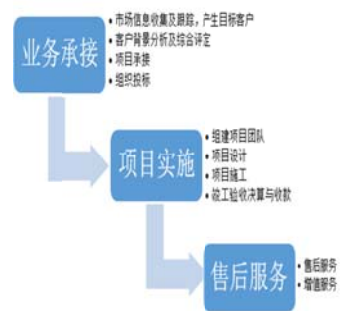 业务承接
• 市场信息收集及跟踪，产生目标客户
• 客户背景分析及综合评定
• 项目承接
• 组织投标
项目实施
• 组建项目团队
• 项目设计
• 项目施工
• 竣工验收决算与收款
售后服务
• 售后服务
• 增值服务